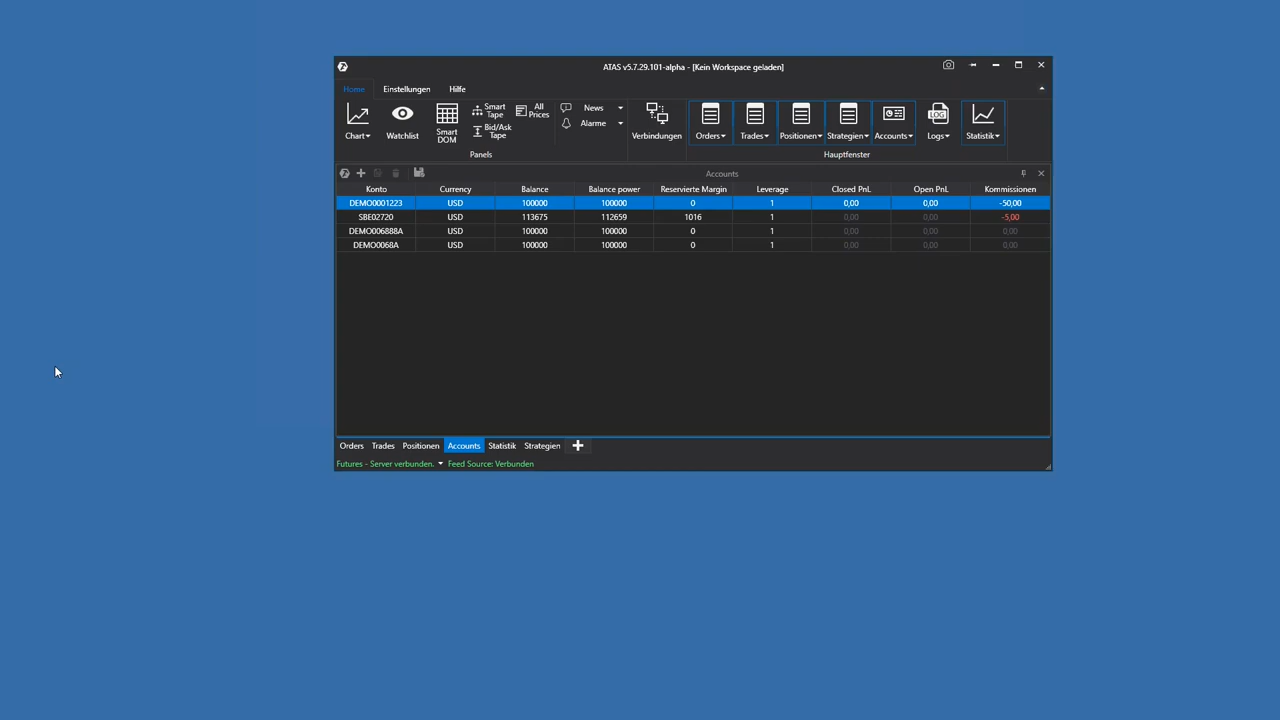 ATAS v5.7.29.101-alpha - [Kein Workspace geladen]
Home Einstellungen Hilfe
Chart Watchlist Smart DOM Smart Tape Bid/Ask Tape All Prices News Alarme Verbindungen Orders Trades Positionen Strategien Accounts LOG Logs Statistik
Panels Hauptfenster
Accounts
Konto Currency Balance Balance power Reservierte Margin Leverage Closed PnL Open PnL Kommissionen
DEMO0001223 USD 100000 100000 0 1 0,00 0,00 -50,00
SBE02720 USD 113675 112659 1016 1 0,00 0,00 -5,00
DEMO006888A USD 100000 100000 0 1 0,00 0,00 0,00
DEMO0068A USD 100000 100000 0 1 0,00 0,00 0,00
Orders Trades Positionen Accounts Statistik Strategien
Futures - Server verbunden. Feed Source: Verbunden